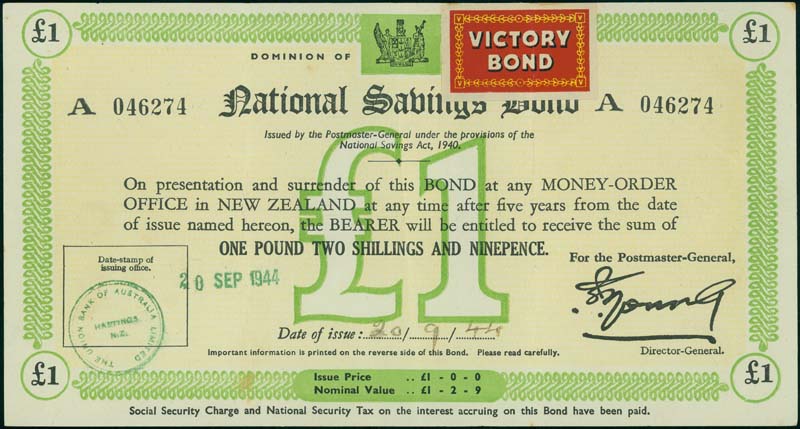 £1
£1
DOMINION OF
VICTORY
BOND
A 046274
National Savings Bond
A 046274
Issued by the Postmaster-General under the provisions of the
National Savings Act, 1940.
£1
On presentation and surrender of this BOND at any MONEY-ORDER
OFFICE in NEW ZEALAND at any time after five years from the date
of issue named hereon, the BEARER will be entitled to receive the sum of
ONE POUND TWO SHILLINGS AND NINEPENCE.
For the Postmaster-General,
Date-stamp of
issuing office.
20 SEP 1944
THE UNION BANK OF AUSTRALIA LIMITED
HASTINGS
N.Z.
Date of issue: 20/9/44
Director-General.
Important information is printed on the reverse side of this Bond. Please read carefully.
£1
£1
Issue Price .. £1 - 0 - 0
Nominal Value .. £1 - 2 - 9
Social Security Charge and National Security Tax on the interest accruing on this Bond have been paid.